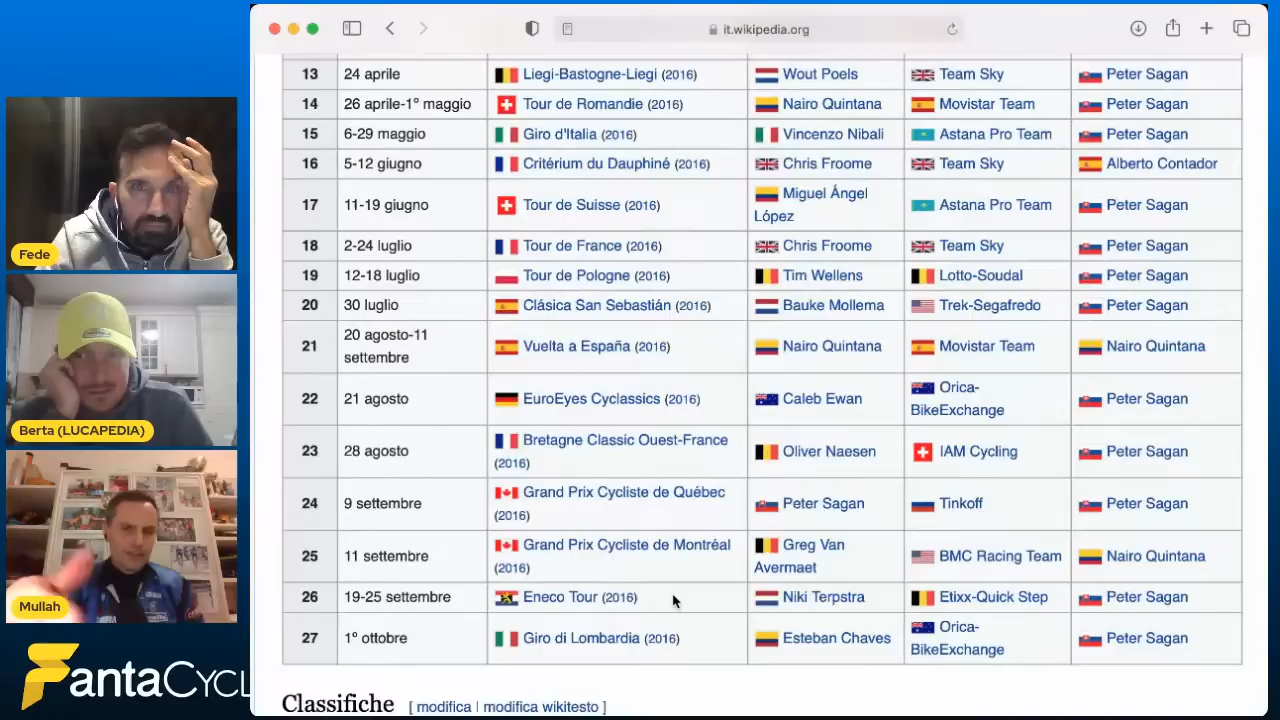 it.wikipedia.org
13 24 aprile Liegi-Bastogne-Liegi (2016) Wout Poels Team Sky Peter Sagan
14 26 aprile-1º maggio Tour de Romandie (2016) Nairo Quintana Movistar Team Peter Sagan
15 6-29 maggio Giro d'Italia (2016) Vincenzo Nibali Astana Pro Team Peter Sagan
16 5-12 giugno Critérium du Dauphiné (2016) Chris Froome Team Sky Alberto Contador
17 11-19 giugno Tour de Suisse (2016) Miguel Ángel
López Astana Pro Team Peter Sagan
18 2-24 luglio Tour de France (2016) Chris Froome Team Sky Peter Sagan
19 12-18 luglio Tour de Pologne (2016) Tim Wellens Lotto-Soudal Peter Sagan
20 30 luglio Clásica San Sebastián (2016) Bauke Mollema Trek-Segafredo Peter Sagan
21 20 agosto-11
settembre Vuelta a España (2016) Nairo Quintana Movistar Team Nairo Quintana
22 21 agosto EuroEyes Cyclassics (2016) Caleb Ewan Orica-
BikeExchange Peter Sagan
23 28 agosto Bretagne Classic Ouest-France
(2016) Oliver Naesen IAM Cycling Peter Sagan
24 9 settembre Grand Prix Cycliste de Québec
(2016) Peter Sagan Tinkoff Peter Sagan
25 11 settembre Grand Prix Cycliste de Montréal
(2016) Greg Van
Avermaet BMC Racing Team Nairo Quintana
26 19-25 settembre Eneco Tour (2016) Niki Terpstra Etixx-Quick Step Peter Sagan
27 1º ottobre Giro di Lombardia (2016) Esteban Chaves Orica-
BikeExchange Peter Sagan
Classifiche [ modifica | modifica wikitesto ]
Fede
Berta (LUCAPEDIA)
Mullah
FantaCYCL